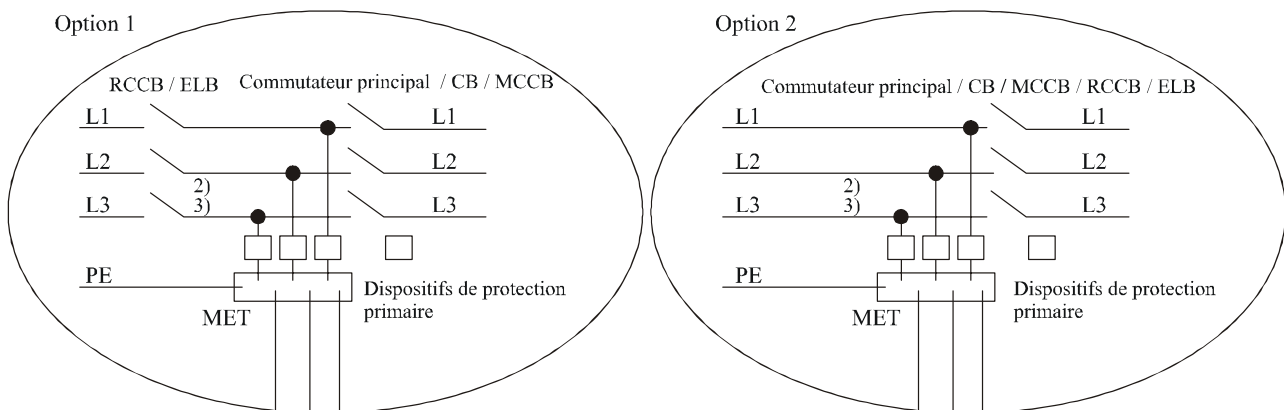 Option 1
RCCB / ELB
Commutateur principal / CB / MCCB
L1
L1
L2
L2
2)
3)
L3
L3
PE
Dispositifs de protection
primaire
MET
Option 2
Commutateur principal / CB / MCCB / RCCB / ELB
L1
L1
L2
L2
2)
3)
L3
L3
PE
Dispositifs de protection
primaire
MET